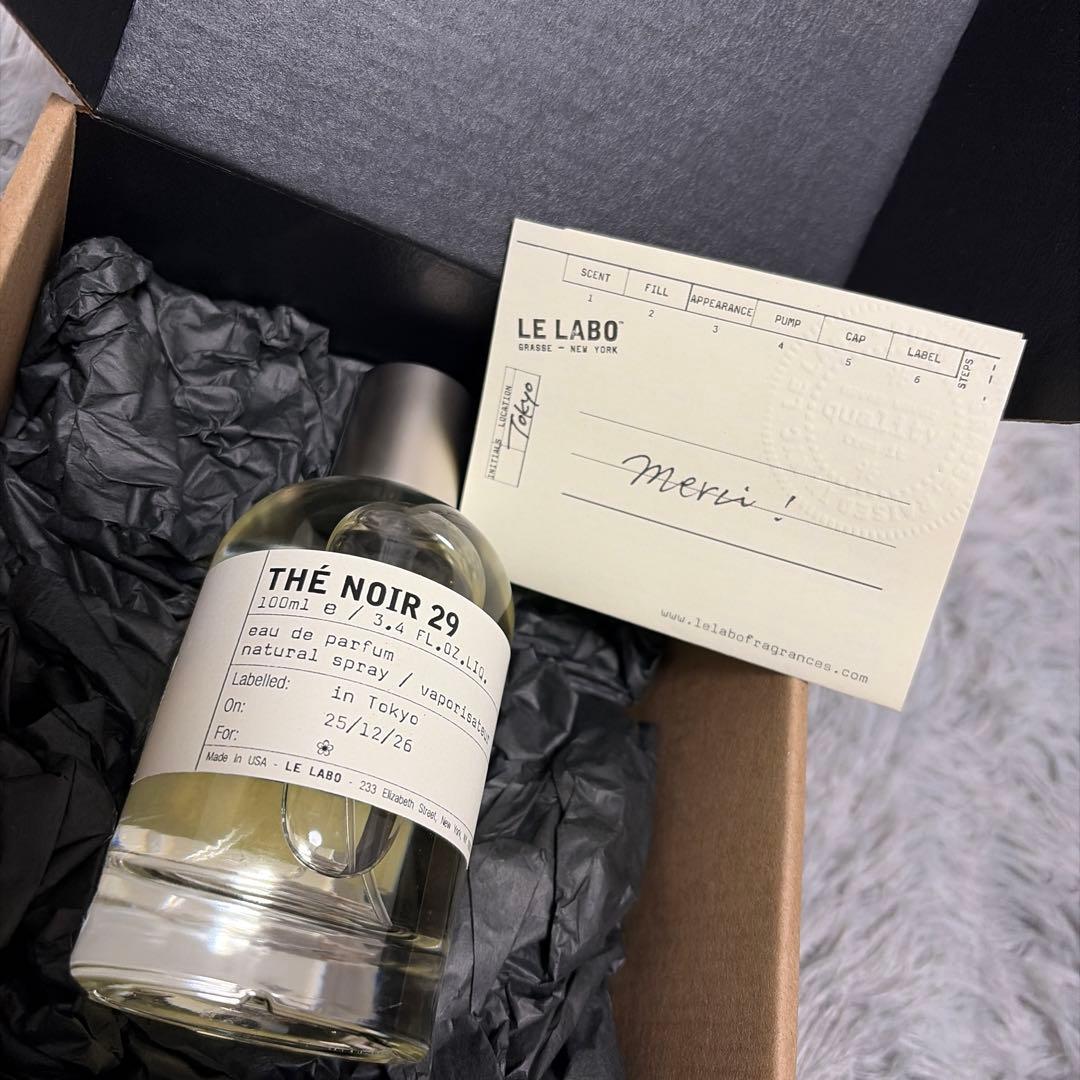 SCENT
FILL
APPEARANCE
PUMP
CAP
LABEL
1
2
3
4
5
6
STEPS
LE LABO™
GRASSE — NEW YORK
LOCATION
Tokyo
INITIALS
Merci !
www.lelabofragrances.com
THÉ NOIR 29
100ml e / 3.4 FL.OZ.LIQ.
eau de parfum
natural spray / vaporisateur
Labelled: in Tokyo
On: 25/12/26
For:
Made in USA - LE LABO - 233 Elizabeth Street, New York,